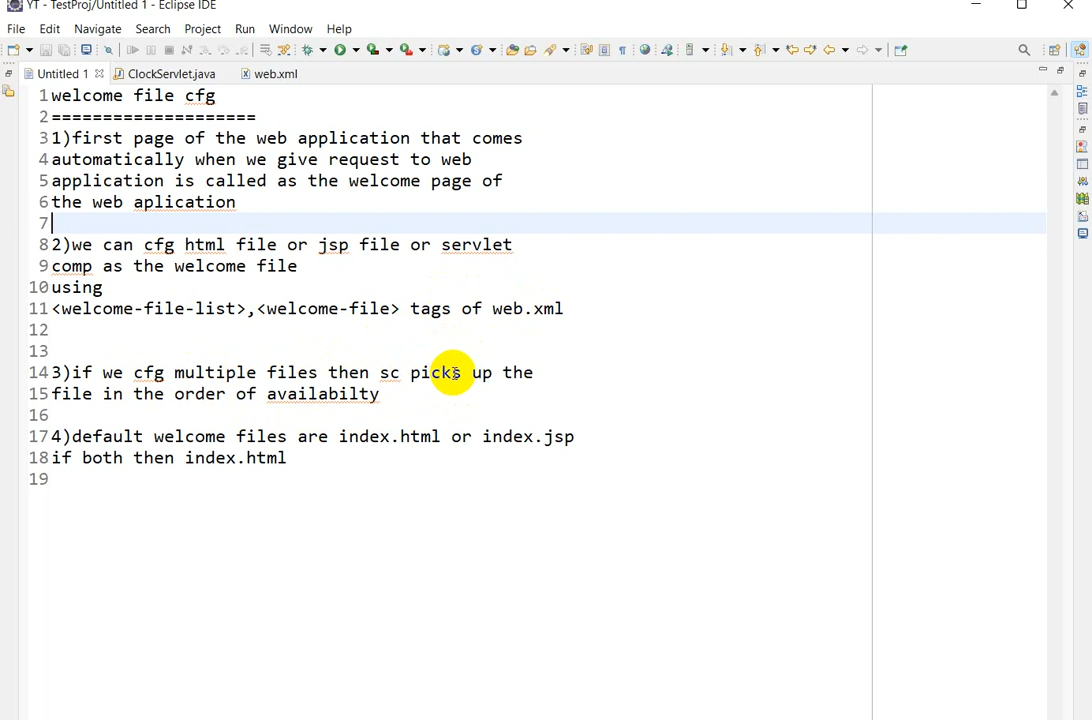 YT - TestProj/Untitled 1 - Eclipse IDE
File Edit Navigate Search Project Run Window Help
Untitled 1 ClockServlet.java web.xml
1 welcome file cfg
2 ====================
3 1)first page of the web application that comes
4 automatically when we give request to web
5 application is called as the welcome page of
6 the web aplication
7
8 2)we can cfg html file or jsp file or servlet
9 comp as the welcome file
10 using
11 <welcome-file-list>,<welcome-file> tags of web.xml
12
13
14 3)if we cfg multiple files then sc picks up the
15 file in the order of availabilty
16
17 4)default welcome files are index.html or index.jsp
18 if both then index.html
19